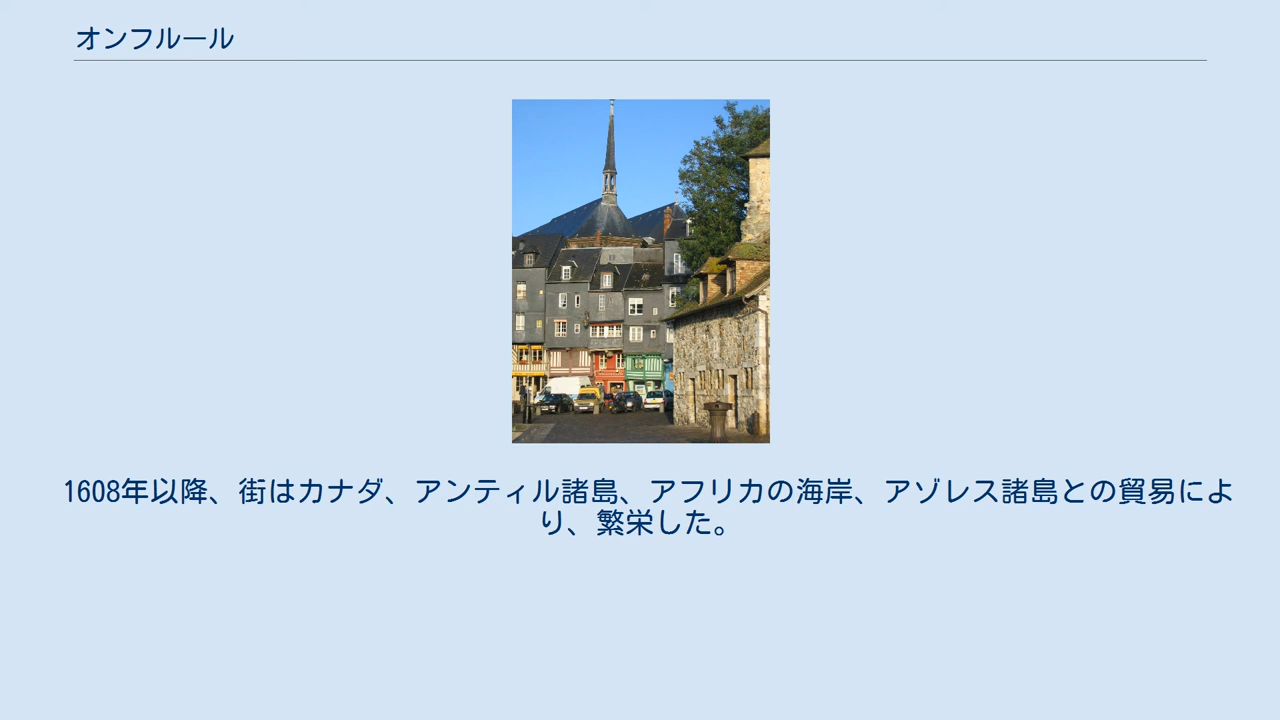 オンフルール
1608年以降、街はカナダ、アンティル諸島、アフリカの海岸、アゾレス諸島との貿易によ
り、繁栄した。